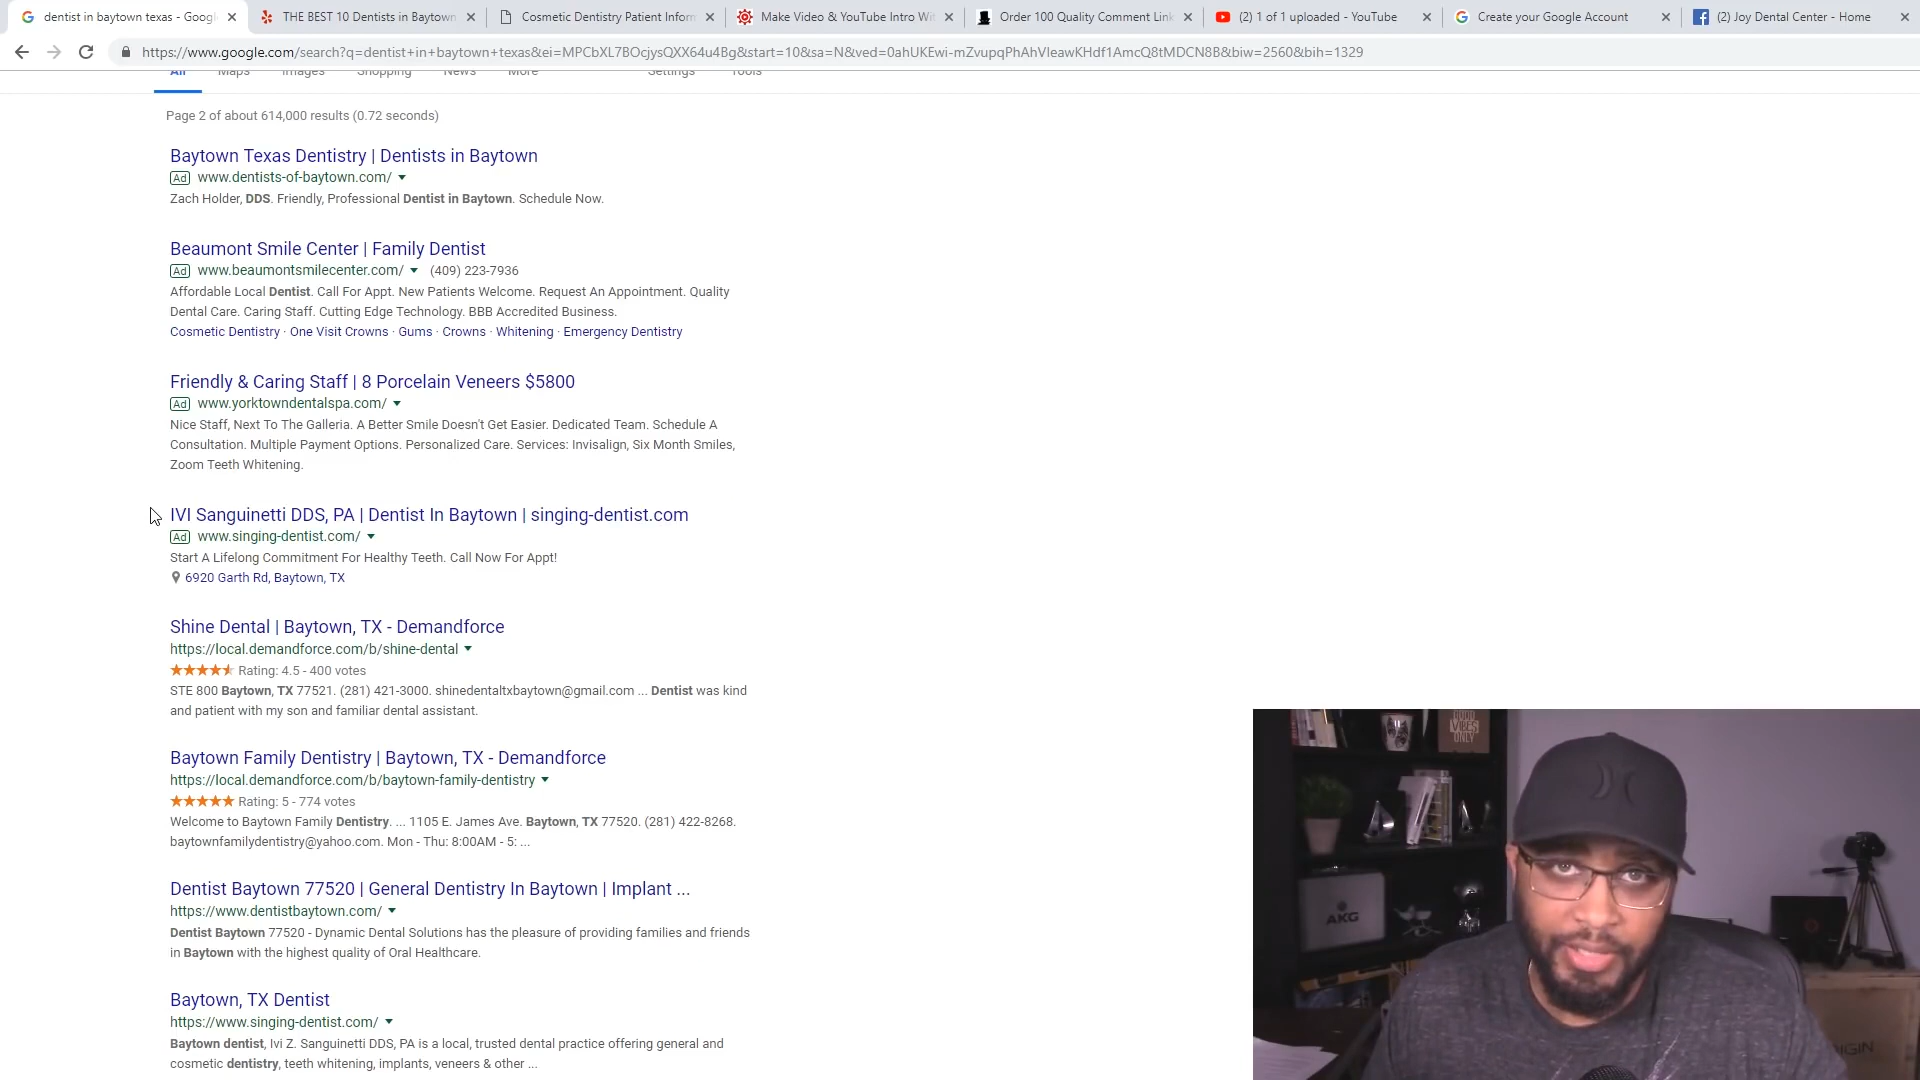 dentist in baytown texas - Googl
THE BEST 10 Dentists in Baytown
Cosmetic Dentistry Patient Inform
Make Video & YouTube Intro Wit
Order 100 Quality Comment Link
(2) 1 of 1 uploaded - YouTube
Create your Google Account
(2) Joy Dental Center - Home
https://www.google.com/search?q=dentist+in+baytown+texas&ei=MPCbXL7BOcjysQXX64u4Bg&start=10&sa=N&ved=0ahUKEwi-mZvupqPhAhVIeawKHdf1AmcQ8tMDCN8B&biw=2560&bih=1329
All Maps Images Shopping News More Settings Tools
Page 2 of about 614,000 results (0.72 seconds)
Baytown Texas Dentistry | Dentists in Baytown
Ad www.dentists-of-baytown.com/
Zach Holder, DDS. Friendly, Professional Dentist in Baytown. Schedule Now.
Beaumont Smile Center | Family Dentist
Ad www.beaumontsmilecenter.com/ (409) 223-7936
Affordable Local Dentist. Call For Appt. New Patients Welcome. Request An Appointment. Quality
Dental Care. Caring Staff. Cutting Edge Technology. BBB Accredited Business.
Cosmetic Dentistry · One Visit Crowns · Gums · Crowns · Whitening · Emergency Dentistry
Friendly & Caring Staff | 8 Porcelain Veneers $5800
Ad www.yorktowndentalspa.com/
Nice Staff, Next To The Galleria. A Better Smile Doesn't Get Easier. Dedicated Team. Schedule A
Consultation. Multiple Payment Options. Personalized Care. Services: Invisalign, Six Month Smiles,
Zoom Teeth Whitening.
IVI Sanguinetti DDS, PA | Dentist In Baytown | singing-dentist.com
Ad www.singing-dentist.com/
Start A Lifelong Commitment For Healthy Teeth. Call Now For Appt!
6920 Garth Rd, Baytown, TX
Shine Dental | Baytown, TX - Demandforce
https://local.demandforce.com/b/shine-dental
Rating: 4.5 - 400 votes
STE 800 Baytown, TX 77521. (281) 421-3000. shinedentaltxbaytown@gmail.com ... Dentist was kind
and patient with my son and familiar dental assistant.
Baytown Family Dentistry | Baytown, TX - Demandforce
https://local.demandforce.com/b/baytown-family-dentistry
Rating: 5 - 774 votes
Welcome to Baytown Family Dentistry. ... 1105 E. James Ave. Baytown, TX 77520. (281) 422-8268.
baytownfamilydentistry@yahoo.com. Mon - Thu: 8:00AM - 5: ...
Dentist Baytown 77520 | General Dentistry In Baytown | Implant ...
https://www.dentistbaytown.com/
Dentist Baytown 77520 - Dynamic Dental Solutions has the pleasure of providing families and friends
in Baytown with the highest quality of Oral Healthcare.
Baytown, TX Dentist
https://www.singing-dentist.com/
Baytown dentist, Ivi Z. Sanguinetti DDS, PA is a local, trusted dental practice offering general and
cosmetic dentistry, teeth whitening, implants, veneers & other ...
GOOD
VIBES
ONLY
AKG